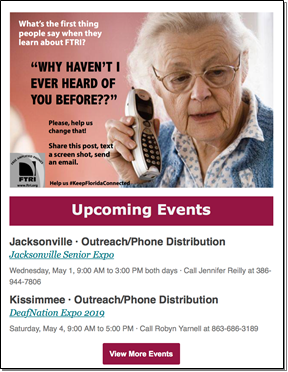 What's the first thing
people say when they
learn about FTRI?
"WHY HAVEN'T I
EVER HEARD OF
YOU BEFORE??"
Please, help us
change that!
Share this post, text
a screen shot, send
an email.
FTRI
www.ftri.org
Help us #KeepFloridaConnected
Upcoming Events
Jacksonville · Outreach/Phone Distribution
Jacksonville Senior Expo
Wednesday, May 1, 9:00 AM to 3:00 PM both days · Call Jennifer Reilly at 386-
944-7806
Kissimmee · Outreach/Phone Distribution
DeafNation Expo 2019
Saturday, May 4, 9:00 AM to 5:00 PM · Call Robyn Yarnell at 863-686-3189
View More Events